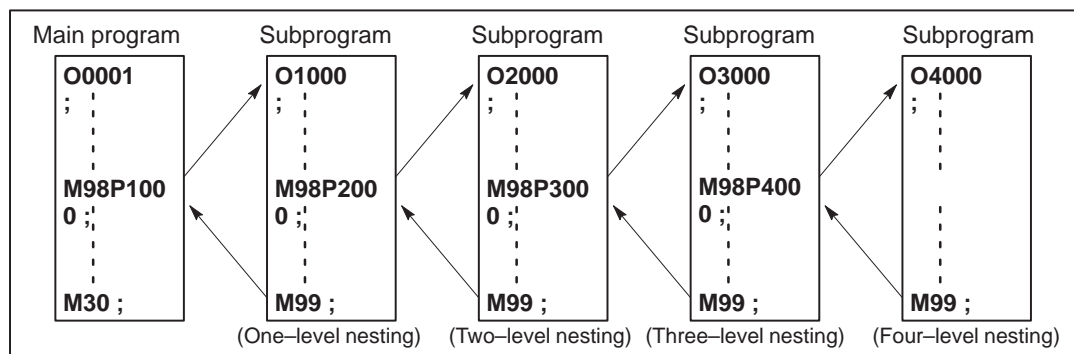 Main program
O0001
;
M98P100
0 ;
M30 ;
Subprogram
O1000
;
M98P200
0 ;
M99 ;
(One–level nesting)
Subprogram
O2000
;
M98P300
0 ;
M99 ;
(Two–level nesting)
Subprogram
O3000
;
M98P400
0 ;
M99 ;
(Three–level nesting)
Subprogram
O4000
;
M99 ;
(Four–level nesting)